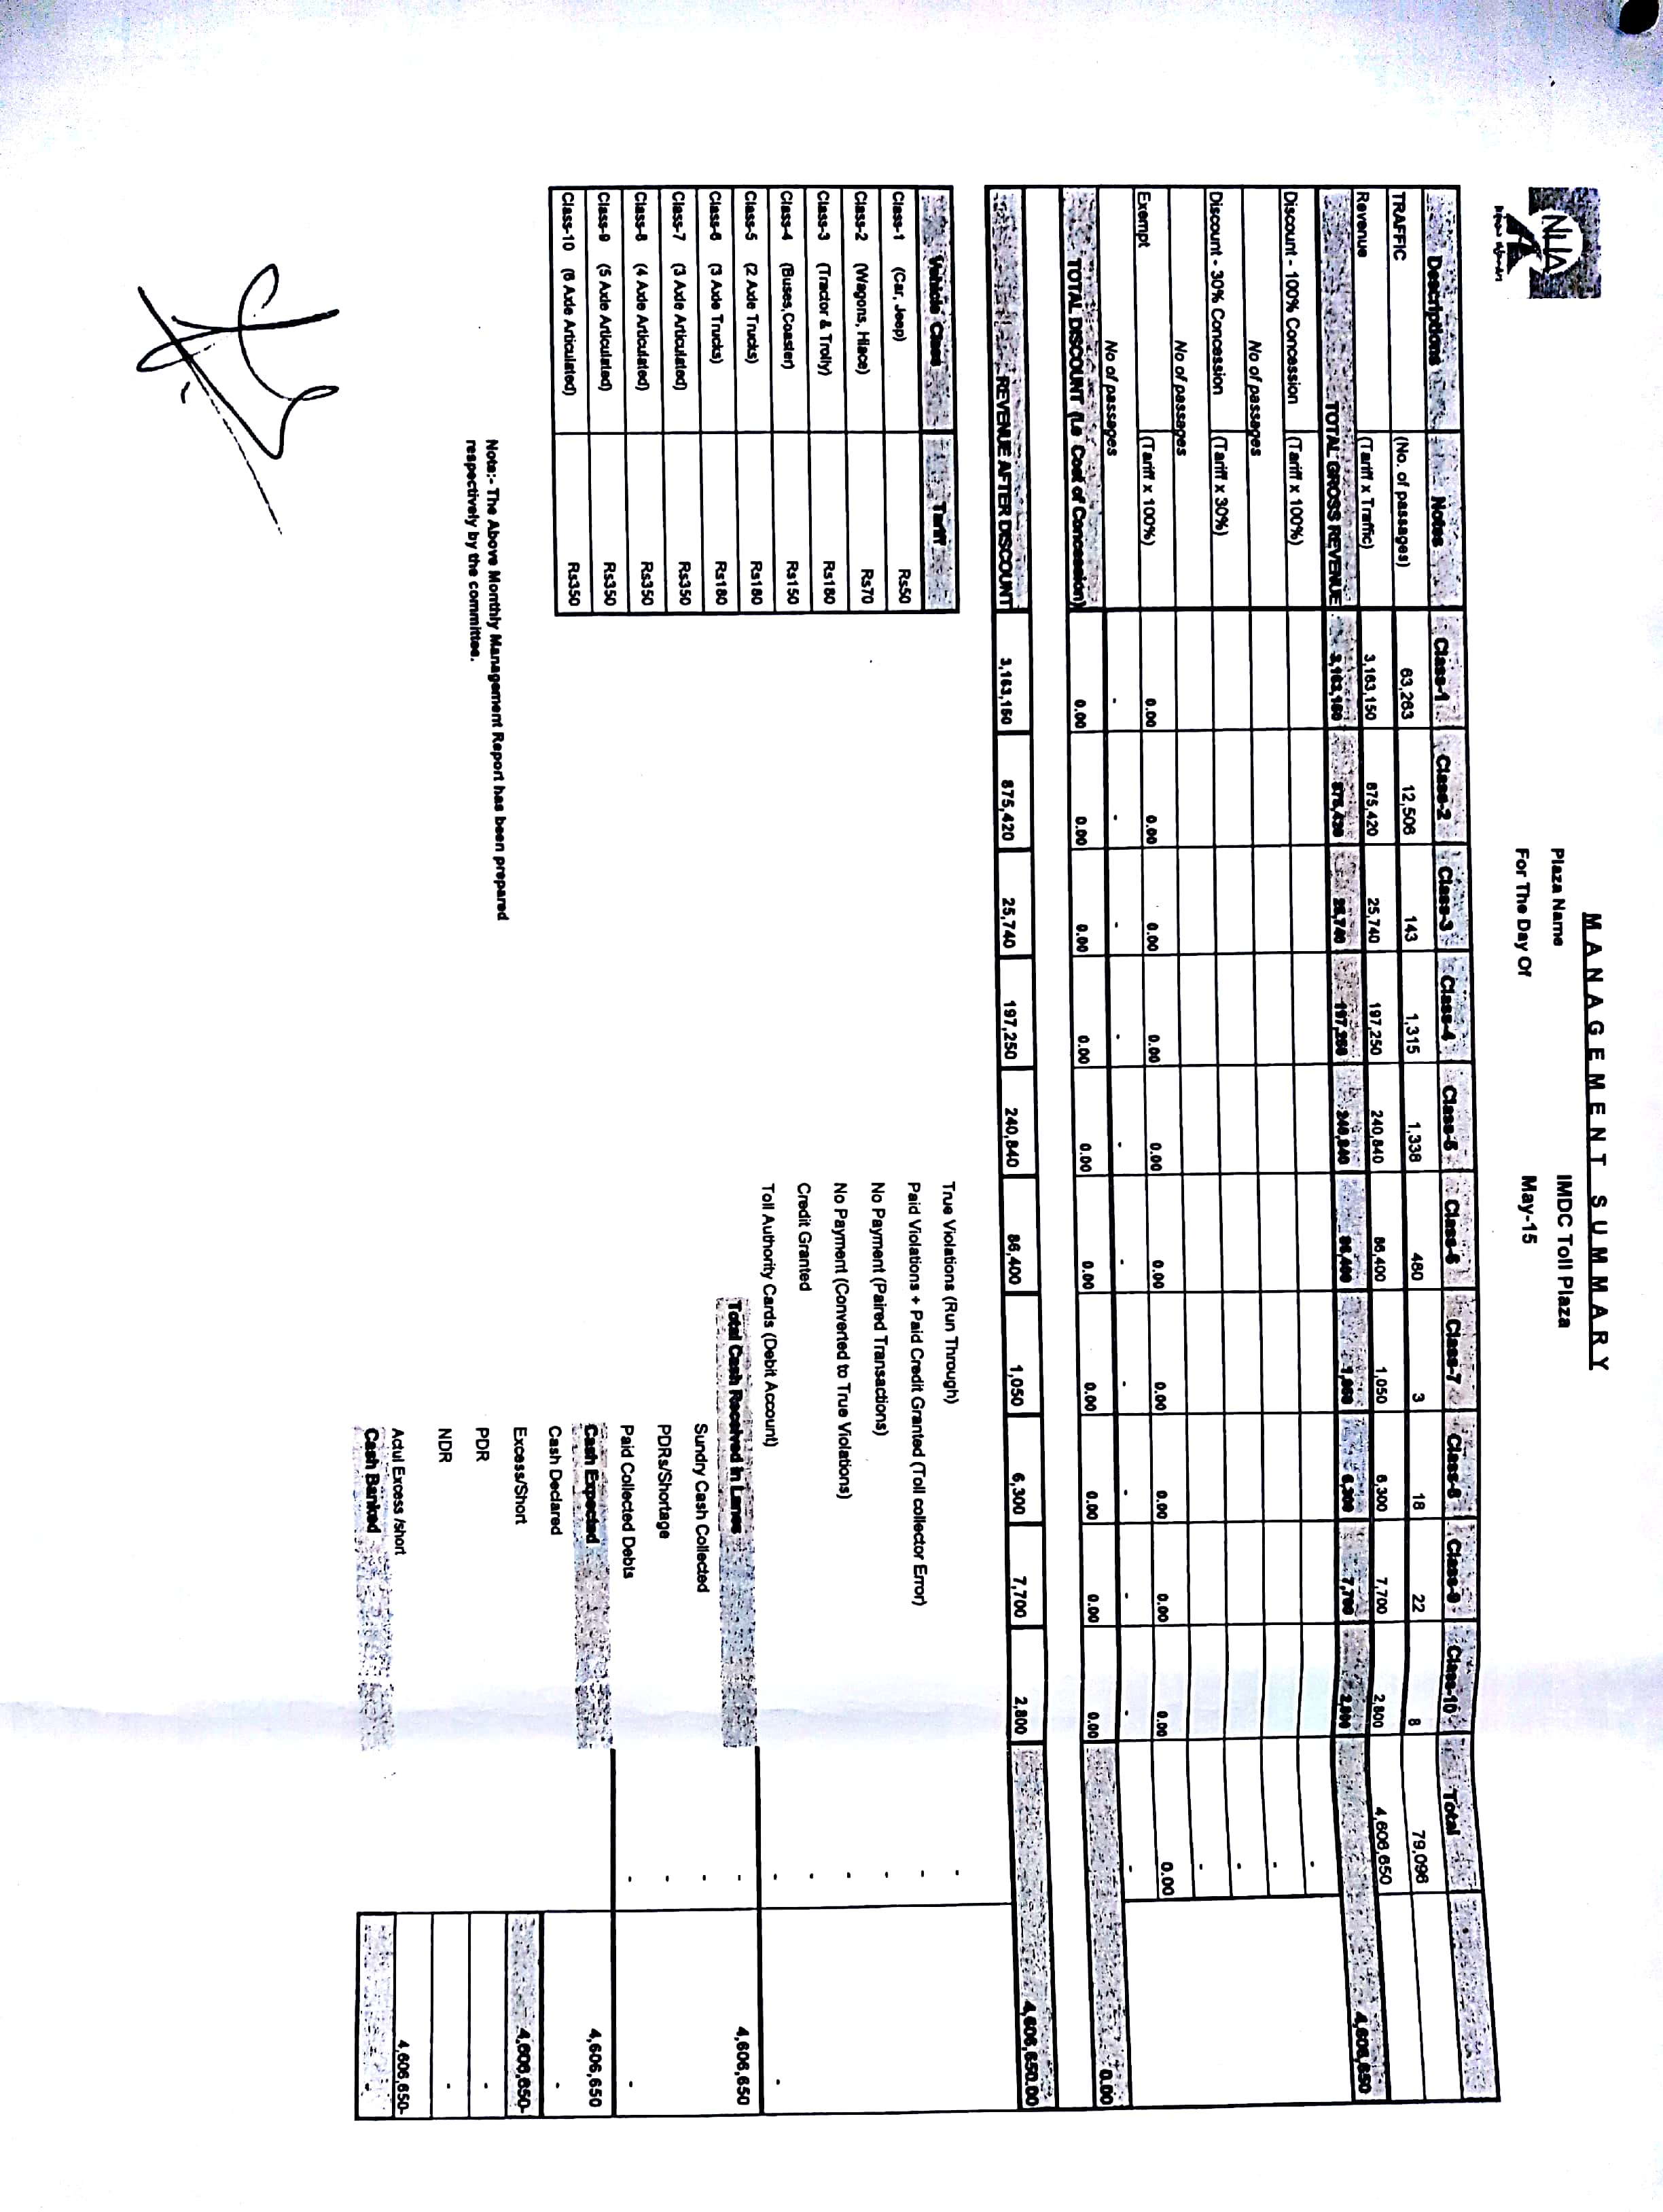 NHA
MANAGEMENT SUMMARY
Plaza Name IMDC Toll Plaza
For The Day Of May-15
Descriptions Notes Class-1 Class-2 Class-3 Class-4 Class-5 Class-6 Class-7 Class-8 Class-9 Class-10 Total
TRAFFIC (No. of passages) 63,263 12,506 143 1,315 1,338 480 3 18 22 8 79,096
Revenue (Tariff x Traffic) 3,163,150 875,420 25,740 197,250 240,840 86,400 1,050 6,300 7,700 2,800 4,606,650
TOTAL GROSS REVENUE 3,163,150 875,420 25,740 197,250 240,840 86,400 1,050 6,300 7,700 2,800 4,606,650
Discount - 100% Concession (Tariff x 100%) -
No of passages -
Discount - 30% Concession (Tariff x 30%) -
No of passages -
Exempt (Tariff x 100%) 0.00 0.00 0.00 0.00 0.00 0.00 0.00 0.00 0.00 0.00 0.00
No of passages - - - - - - - - - - -
TOTAL DISCOUNT (i.e Cost of Concession) 0.00 0.00 0.00 0.00 0.00 0.00 0.00 0.00 0.00 0.00 0.00
REVENUE AFTER DISCOUNT 3,163,150 875,420 25,740 197,250 240,840 86,400 1,050 6,300 7,700 2,800 4,606,650.00
Vehicle Class Tariff
Class-1 (Car, Jeep) Rs50
Class-2 (Wagons, Hiace) Rs70
Class-3 (Tractor & Trolly) Rs180
Class-4 (Buses,Coaster) Rs150
Class-5 (2 Axle Trucks) Rs180
Class-6 (3 Axle Trucks) Rs180
Class-7 (3 Axle Articulated) Rs350
Class-8 (4 Axle Articulated) Rs350
Class-9 (5 Axle Articulated) Rs350
Class-10 (6 Axle Articulated) Rs350
True Violations (Run Through) -
Paid Violations + Paid Credit Granted (Toll collector Error) -
No Payment (Paired Transactions) -
No Payment (Converted to True Violations) -
Credit Granted -
Toll Authority Cards (Debit Account) - -
Total Cash Received in Lanes - 4,606,650
Sundry Cash Collected -
PDRs/Shortage -
Paid Collected Debts - -
Cash Expected 4,606,650
Cash Declared -
Excess/Short 4,606,650-
PDR -
NDR -
Actul Excess /short 4,606,650-
Cash Banked -
Note:- The Above Monthly Management Report has been prepared
respectively by the committee.